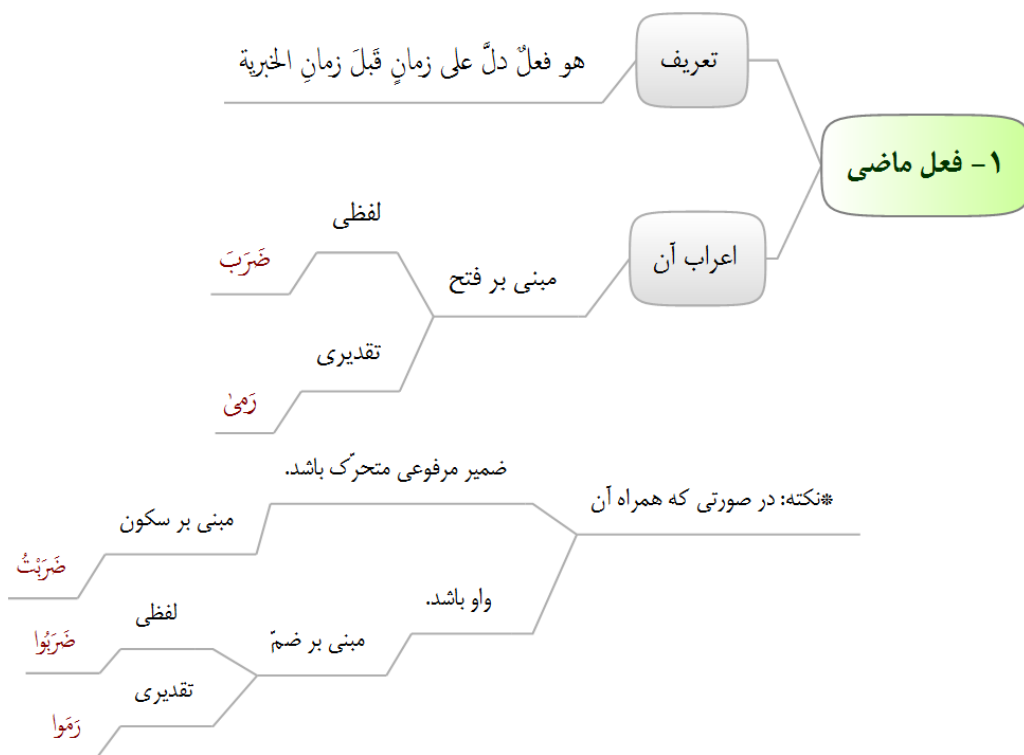 ۱- فعل ماضی
تعریف
هو فعلٌ دلَّ علی زمانٍ قَبلَ زمانِ الخبریة
اعراب آن
مبنی بر فتح
لفظی
ضَرَبَ
تقدیری
رَمیٰ
*نکته: در صورتی که همراه آن
ضمیر مرفوعی متحرّک باشد.
مبنی بر سکون
ضَرَبْتُ
واو باشد.
مبنی بر ضمّ
لفظی
ضَرَبُوا
تقدیری
رَمَوا